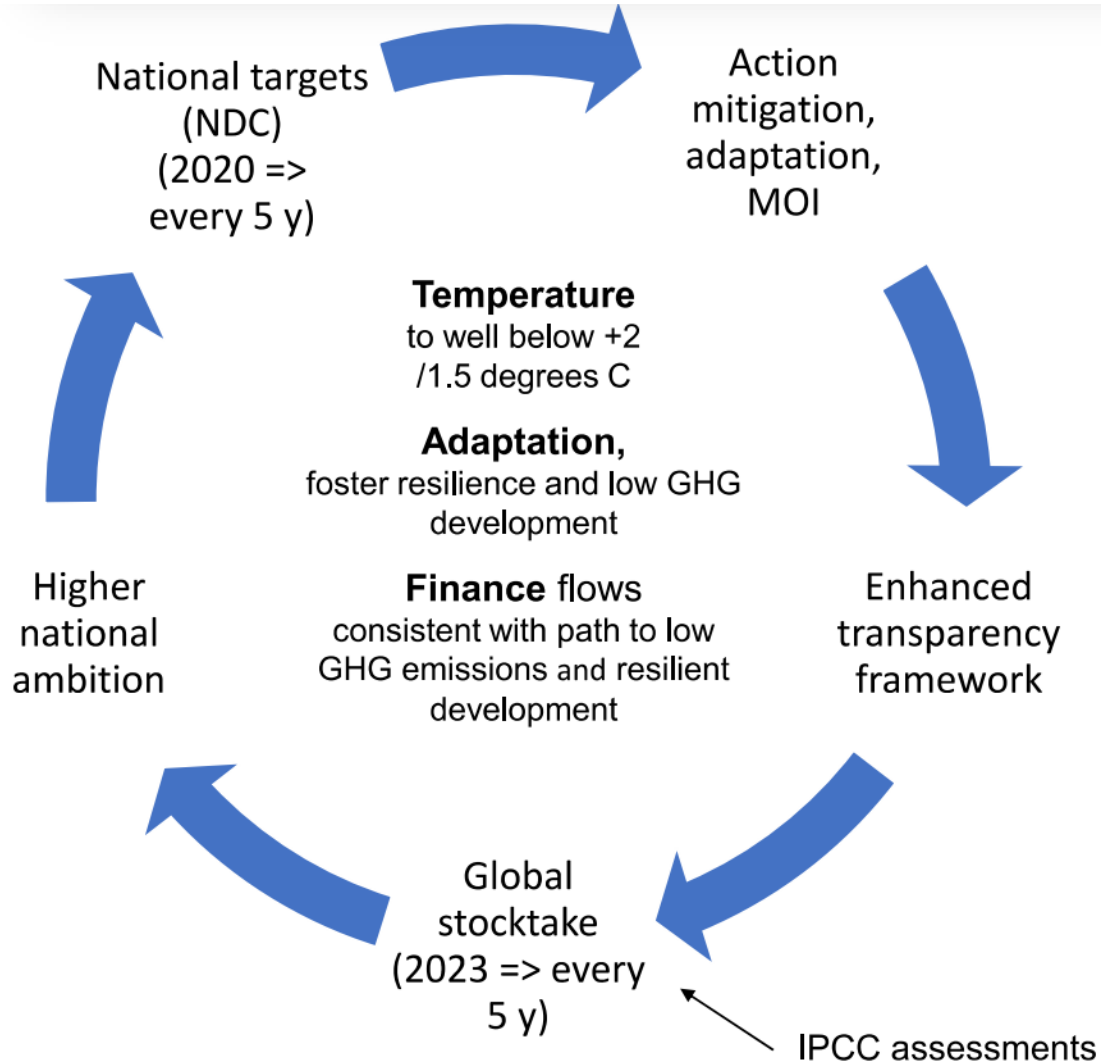 National targets
(NDC)
(2020 =>
every 5 y)
Action
mitigation,
adaptation,
MOI
Temperature
to well below +2
/1.5 degrees C
Adaptation,
foster resilience and low GHG
development
Finance flows
consistent with path to low
GHG emissions and resilient
development
Enhanced
transparency
framework
Global
stocktake
(2023 => every
5 y)
IPCC assessments
Higher
national
ambition